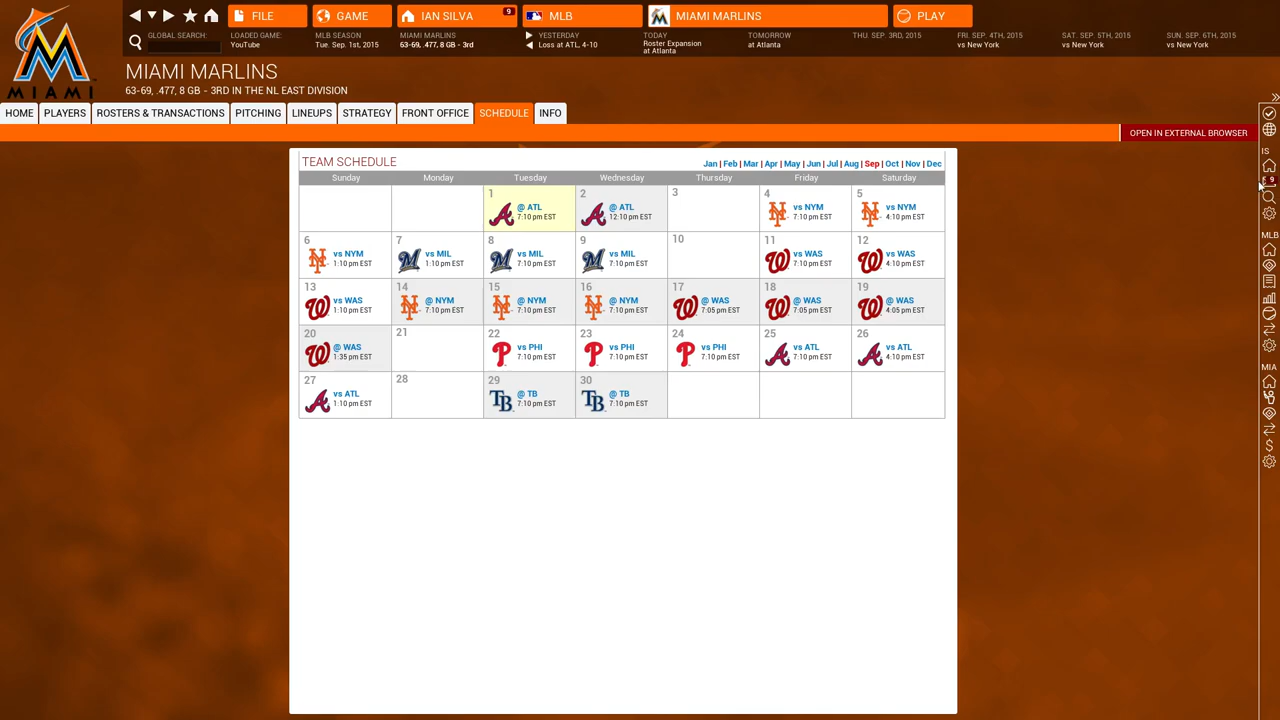 FILE
GAME
IAN SILVA
9
MLB
MIAMI MARLINS
PLAY
GLOBAL SEARCH:
LOADED GAME:
YouTube
MLB SEASON
Tue. Sep. 1st, 2015
MIAMI MARLINS
63-69, .477, 8 GB - 3rd
YESTERDAY
Loss at ATL, 4-10
TODAY
Roster Expansion
at Atlanta
TOMORROW
at Atlanta
THU. SEP. 3RD, 2015
FRI. SEP. 4TH, 2015
vs New York
SAT. SEP. 5TH, 2015
vs New York
SUN. SEP. 6TH, 2015
vs New York
MIAMI
MIAMI MARLINS
63-69, .477, 8 GB - 3RD IN THE NL EAST DIVISION
HOME
PLAYERS
ROSTERS & TRANSACTIONS
PITCHING
LINEUPS
STRATEGY
FRONT OFFICE
SCHEDULE
INFO
OPEN IN EXTERNAL BROWSER
TEAM SCHEDULE
Jan | Feb | Mar | Apr | May | Jun | Jul | Aug | Sep | Oct | Nov | Dec
Sunday Monday Tuesday Wednesday Thursday Friday Saturday
1 @ ATL 7:10 pm EST
2 @ ATL 12:10 pm EST
3
4 vs NYM 7:10 pm EST
5 vs NYM 4:10 pm EST
6 vs NYM 1:10 pm EST
7 vs MIL 1:10 pm EST
8 vs MIL 7:10 pm EST
9 vs MIL 7:10 pm EST
10
11 vs WAS 7:10 pm EST
12 vs WAS 4:10 pm EST
13 vs WAS 1:10 pm EST
14 @ NYM 7:10 pm EST
15 @ NYM 7:10 pm EST
16 @ NYM 7:10 pm EST
17 @ WAS 7:05 pm EST
18 @ WAS 7:05 pm EST
19 @ WAS 4:05 pm EST
20 @ WAS 1:35 pm EST
21
22 vs PHI 7:10 pm EST
23 vs PHI 7:10 pm EST
24 vs PHI 7:10 pm EST
25 vs ATL 7:10 pm EST
26 vs ATL 4:10 pm EST
27 vs ATL 1:10 pm EST
28
29 @ TB 7:10 pm EST
30 @ TB 7:10 pm EST
IS
9
MLB
MIA